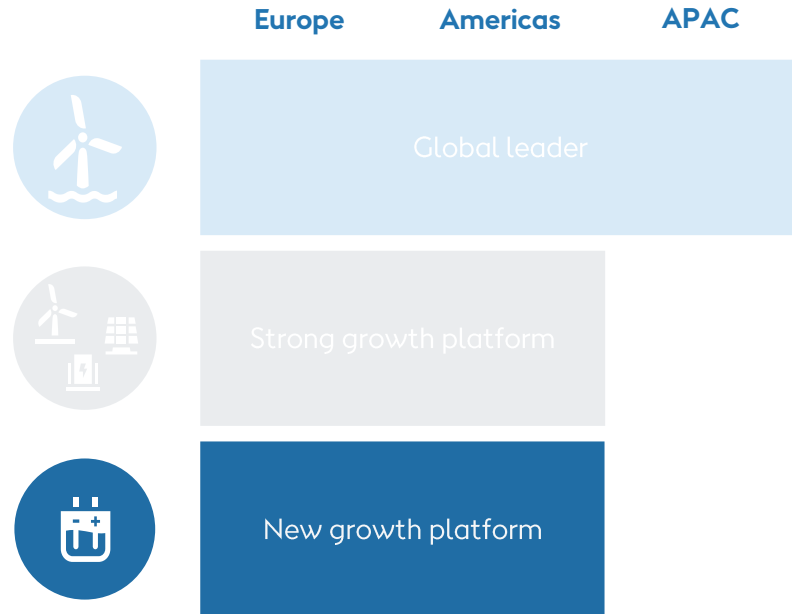 Europe Americas APAC
Global leader
Strong growth platform
New growth platform